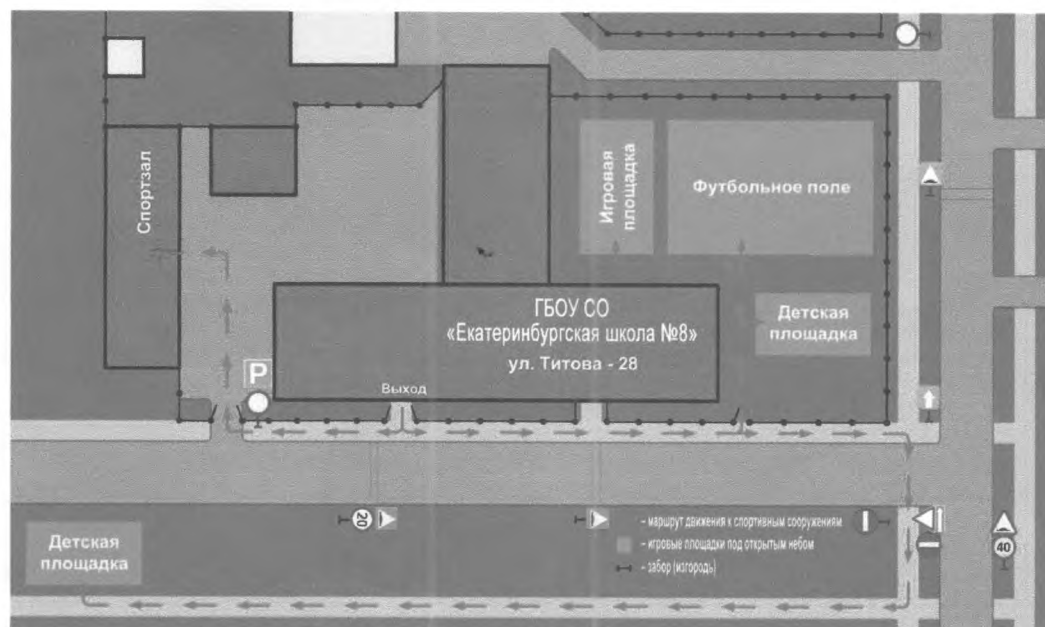 Спортзал
Игровая
площадка
Футбольное поле
ГБОУ СО
«Екатеринбургская школа №8»
ул. Титова - 28
Детская
площадка
P
Выход
20
- маршрут движения к спортивным сооружениям
- игровые площадки под открытым небом
- забор (изгородь)
40
Детская
площадка